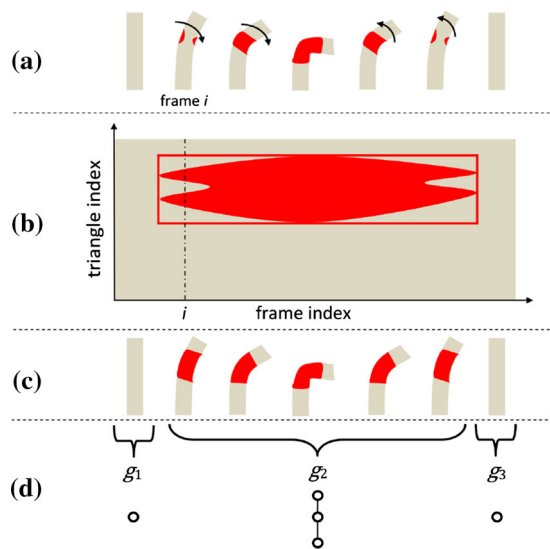 (a)
frame i
(b)
triangle index
i
frame index
(c)
g1 g2 g3
(d)